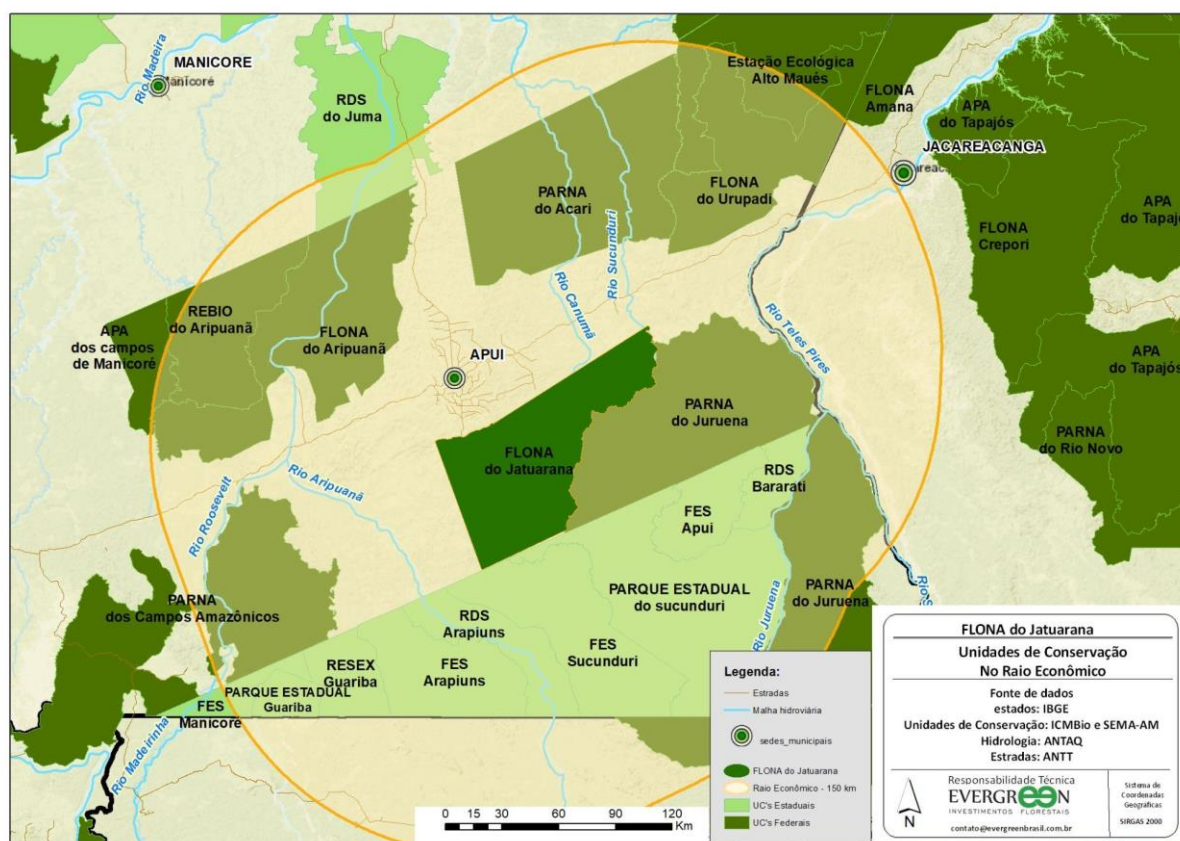 MANICORE
Manicoré
Rio Madeira
RDS
do Juma
Estação Ecológica
Alto Maués
FLONA
Amana
APA
do Tapajós
JACAREACANGA
PARNA
do Acari
FLONA
do Urupadi
Rio Sucunduri
Rio Canumã
FLONA
Crepori
APA
do Tapajó
REBIO
do Aripuanã
FLONA
do Aripuanã
APA
dos campos
de Manicoré
APUI
Rio Teles Pires
APA
do Tapajós
PARNA
do Juruena
PARNA
do Rio Novo
FLONA
do Jatuarana
Rio Aripuanã
Rio Roosevelt
RDS
Bararati
FES
Apui
PARNA
dos Campos Amazônicos
PARQUE ESTADUAL
do sucunduri
PARNA
do Juruena
RDS
Arapiuns
FES
Sucunduri
Rio Juruena
Rio S
RESEX
Guariba
FES
Arapiuns
PARQUE ESTADUAL
Guariba
FES
Manicoré
Rio Madeirinha
Legenda:
Estradas
Malha hidroviária
sedes_municipais
FLONA do Jatuarana
Raio Econômico - 150 km
UC's Estaduais
UC's Federais
0 15 30 60 90 120
Km
FLONA do Jatuarana
Unidades de Conservação
No Raio Econômico
Fonte de dados
estados: IBGE
Unidades de Conservação: ICMBio e SEMA-AM
Hidrologia: ANTAQ
Estradas: ANTT
N
Responsabilidade Técnica
EVERGREEN
INVESTIMENTOS FLORESTAIS
contato@evergreenbrasil.com.br
Sistema de
Coordenadas
Geográficas
SIRGAS 2000